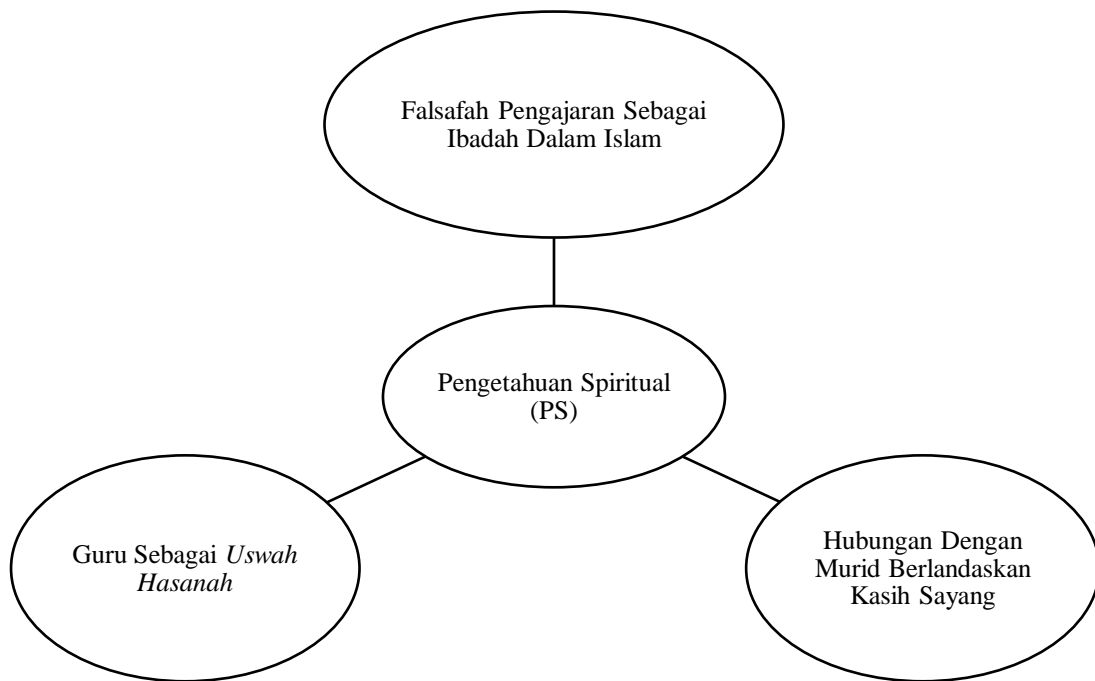 Falsafah Pengajaran Sebagai
Ibadah Dalam Islam
Pengetahuan Spiritual
(PS)
Guru Sebagai Uswah
Hasanah
Hubungan Dengan
Murid Berlandaskan
Kasih Sayang